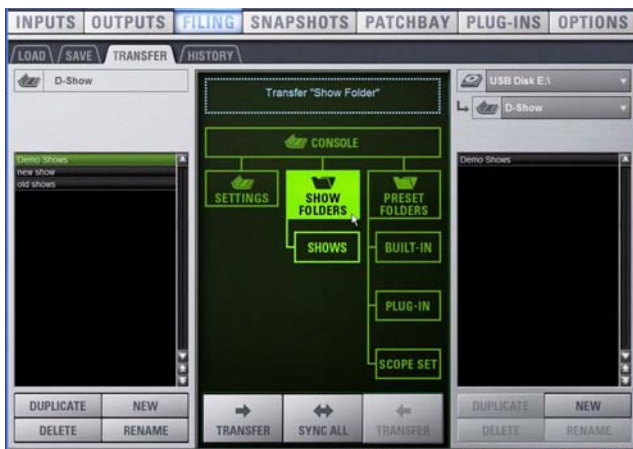 INPUTS OUTPUTS FILING SNAPSHOTS PATCHBAY PLUG-INS OPTIONS
LOAD SAVE TRANSFER HISTORY
D-Show
Demo Shows
new show
old shows
DUPLICATE NEW
DELETE RENAME
Transfer "Show Folder"
CONSOLE
SETTINGS
SHOW
FOLDERS
PRESET
FOLDERS
SHOWS
BUILT-IN
PLUG-IN
SCOPE SET
TRANSFER SYNC ALL TRANSFER
USB Disk E:\
D-Show
Demo Shows
DUPLICATE NEW
DELETE RENAME